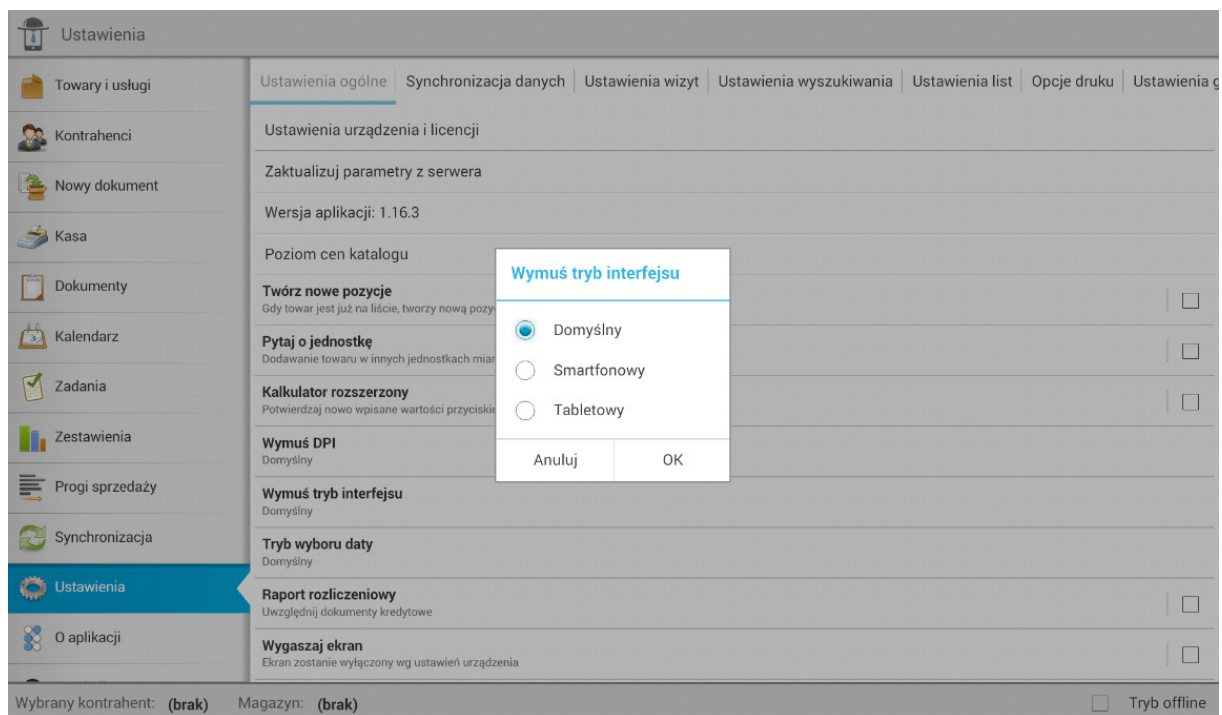 Ustawienia
Towary i usługi
Kontrahenci
Nowy dokument
Kasa
Dokumenty
Kalendarz
Zadania
Zestawienia
Progi sprzedaży
Synchronizacja
Ustawienia
O aplikacji
Ustawienia ogólne Synchronizacja danych Ustawienia wizyt Ustawienia wyszukiwania Ustawienia list Opcje druku Ustawienia g
Ustawienia urządzenia i licencji
Zaktualizuj parametry z serwera
Wersja aplikacji: 1.16.3
Poziom cen katalogu
Twórz nowe pozycje
Gdy towar jest już na liście, tworzy nową pozy
Pytaj o jednostkę
Dodawanie towaru w innych jednostkach miar
Kalkulator rozszerzony
Potwierdzaj nowo wpisane wartości przyciski
Wymuś DPI
Domyślny
Wymuś tryb interfejsu
Domyślny
Tryb wyboru daty
Domyślny
Raport rozliczeniowy
Uwzględnij dokumenty kredytowe
Wygaszaj ekran
Ekran zostanie wyłączony wg ustawień urządzenia
Wymuś tryb interfejsu
Domyślny
Smartfonowy
Tabletowy
Anuluj OK
Wybrany kontrahent: (brak) Magazyn: (brak) Tryb offline